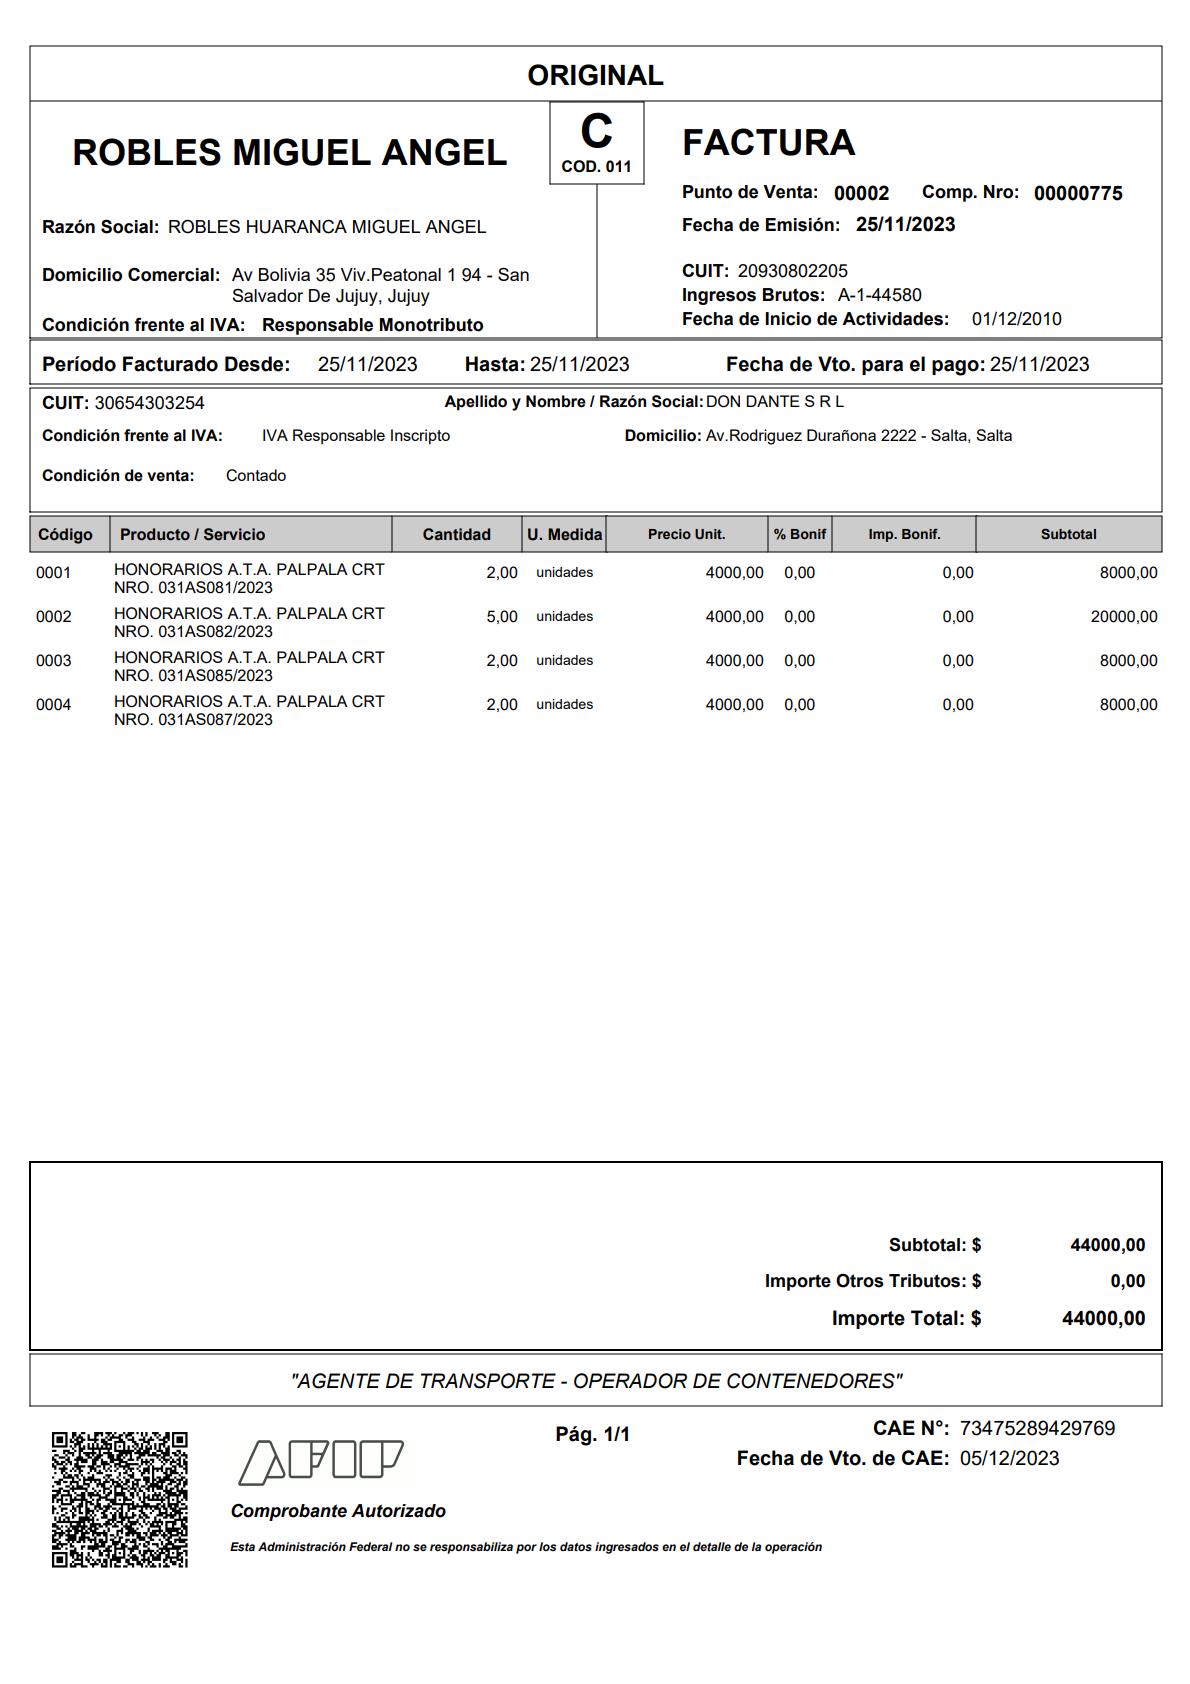 ORIGINAL
C
COD. 011
ROBLES MIGUEL ANGEL
Razón Social: ROBLES HUARANCA MIGUEL ANGEL
Domicilio Comercial: Av Bolivia 35 Viv.Peatonal 1 94 - San
Salvador De Jujuy, Jujuy
Condición frente al IVA: Responsable Monotributo
FACTURA
Punto de Venta: 00002 Comp. Nro: 00000775
Fecha de Emisión: 25/11/2023
CUIT: 20930802205
Ingresos Brutos: A-1-44580
Fecha de Inicio de Actividades: 01/12/2010
Período Facturado Desde: 25/11/2023 Hasta: 25/11/2023 Fecha de Vto. para el pago: 25/11/2023
CUIT: 30654303254 Apellido y Nombre / Razón Social: DON DANTE S R L
Condición frente al IVA: IVA Responsable Inscripto Domicilio: Av.Rodriguez Durañona 2222 - Salta, Salta
Condición de venta: Contado
Código Producto / Servicio Cantidad U. Medida Precio Unit. % Bonif Imp. Bonif. Subtotal
0001 HONORARIOS A.T.A. PALPALA CRT 2,00 unidades 4000,00 0,00 0,00 8000,00
NRO. 031AS081/2023
0002 HONORARIOS A.T.A. PALPALA CRT 5,00 unidades 4000,00 0,00 0,00 20000,00
NRO. 031AS082/2023
0003 HONORARIOS A.T.A. PALPALA CRT 2,00 unidades 4000,00 0,00 0,00 8000,00
NRO. 031AS085/2023
0004 HONORARIOS A.T.A. PALPALA CRT 2,00 unidades 4000,00 0,00 0,00 8000,00
NRO. 031AS087/2023
Subtotal: $ 44000,00
Importe Otros Tributos: $ 0,00
Importe Total: $ 44000,00
"AGENTE DE TRANSPORTE - OPERADOR DE CONTENEDORES"
AFIP
Comprobante Autorizado
Esta Administración Federal no se responsabiliza por los datos ingresados en el detalle de la operación
Pág. 1/1
CAE N°: 73475289429769
Fecha de Vto. de CAE: 05/12/2023